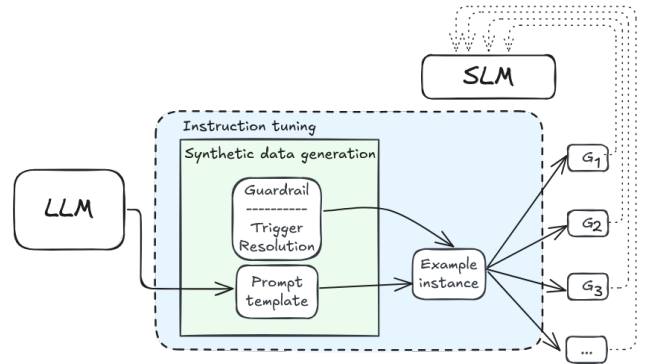 SLM
Instruction tuning
Synthetic data generation
LLM
Guardrail
----------
Trigger
Resolution
Prompt
template
Example
instance
G1
G2
G3
...